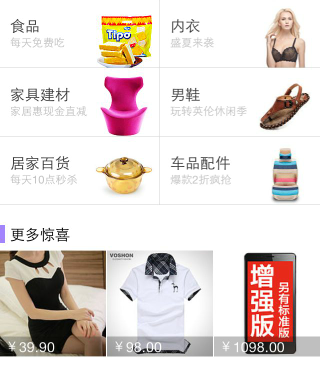 食品
每天免费吃
Tipo
内衣
盛夏来袭
家具建材
家居惠现金直减
男鞋
玩转英伦休闲季
居家百货
每天10点秒杀
车品配件
爆款2折疯抢
更多惊喜
￥39.90
VOSHON
￥98.00
增强版
另有标准版
￥1098.00